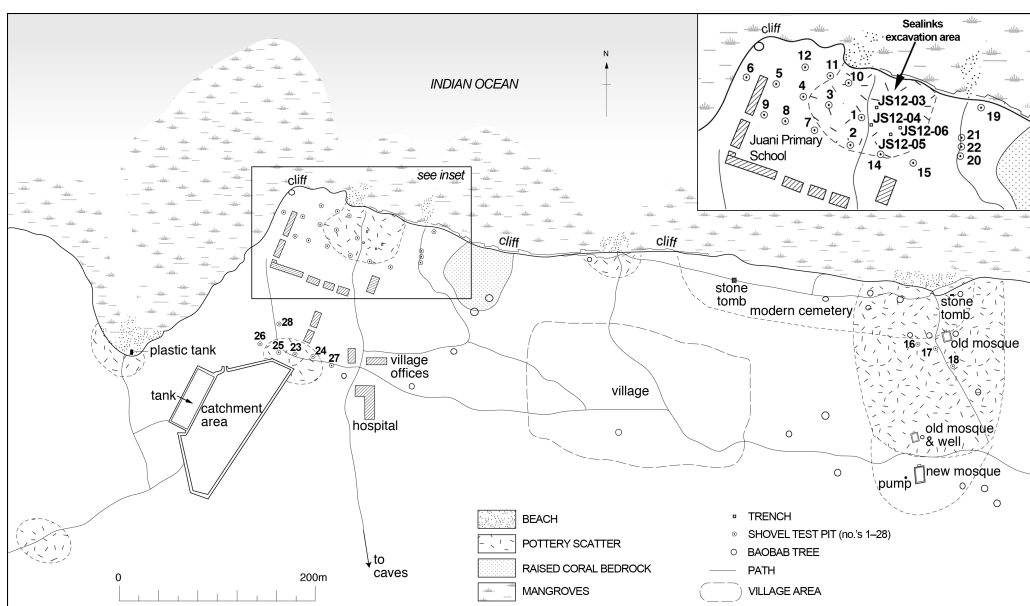 INDIAN OCEAN
N
cliff
see inset
cliff
cliff
stone
tomb
modern cemetery
stone
tomb
16
17
18
old mosque
plastic tank
26
28
25
23
24
27
village
offices
tank
catchment
area
hospital
village
old mosque
& well
new mosque
pump
to
caves
0
200m
BEACH
POTTERY SCATTER
RAISED CORAL BEDROCK
MANGROVES
TRENCH
SHOVEL TEST PIT (no.'s 1–28)
BAOBAB TREE
PATH
VILLAGE AREA
Sealinks
excavation area
cliff
12
11
10
6
5
4
3
9
8
7
1
2
JS12-03
JS12-04
JS12-06
JS12-05
19
21
22
20
14
15
Juani Primary
School